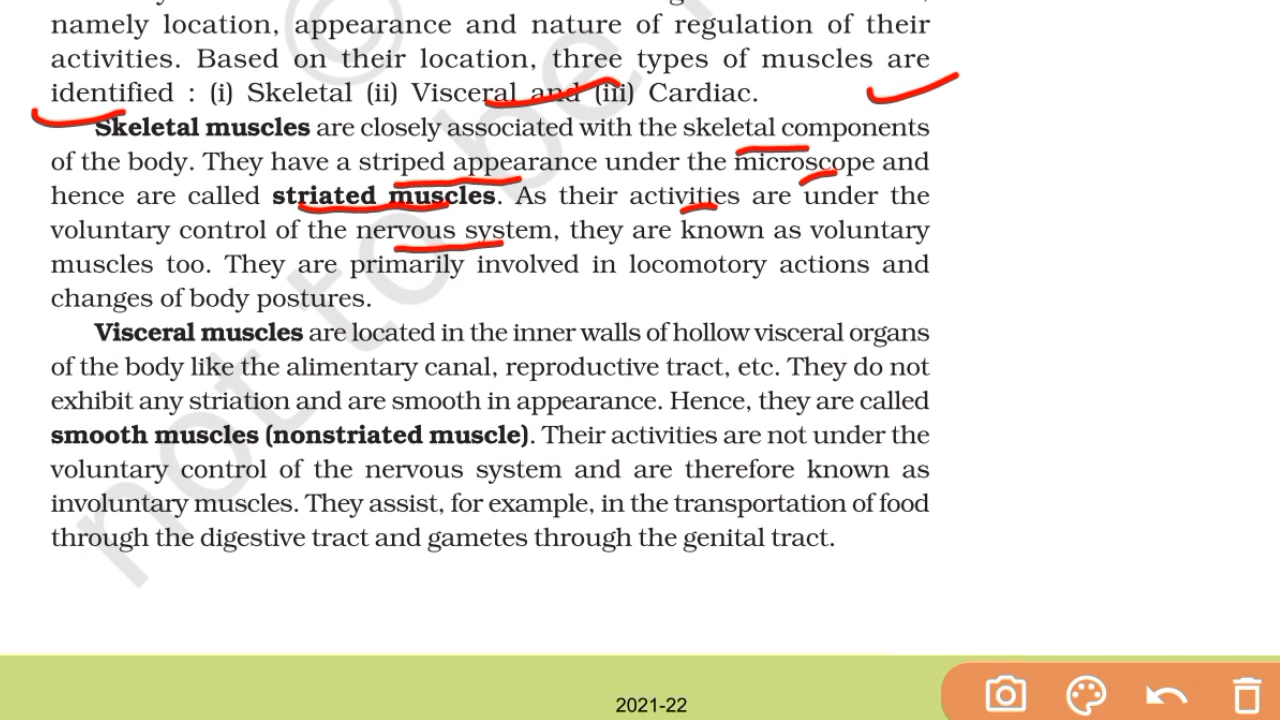 namely location, appearance and nature of regulation of their
activities. Based on their location, three types of muscles are
identified : (i) Skeletal (ii) Visceral and (iii) Cardiac.
Skeletal muscles are closely associated with the skeletal components
of the body. They have a striped appearance under the microscope and
hence are called striated muscles. As their activities are under the
voluntary control of the nervous system, they are known as voluntary
muscles too. They are primarily involved in locomotory actions and
changes of body postures.
Visceral muscles are located in the inner walls of hollow visceral organs
of the body like the alimentary canal, reproductive tract, etc. They do not
exhibit any striation and are smooth in appearance. Hence, they are called
smooth muscles (nonstriated muscle). Their activities are not under the
voluntary control of the nervous system and are therefore known as
involuntary muscles. They assist, for example, in the transportation of food
through the digestive tract and gametes through the genital tract.
not to be
2021-22